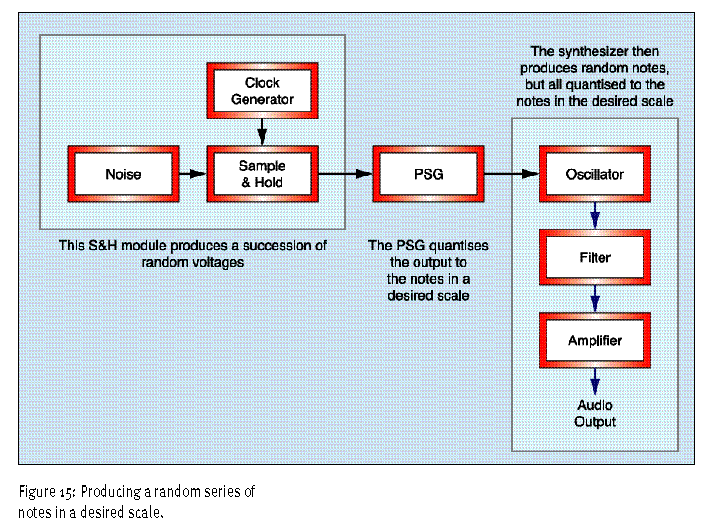 The synthesizer then
produces random notes,
but all quantised to the
notes in the desired scale
Clock
Generator
Noise
Sample
& Hold
PSG
Oscillator
This S&H module produces a succession of
random voltages
The PSG quantises
the output to
the notes in a
desired scale
Filter
Amplifier
Audio
Output
Figure 15: Producing a random series of
notes in a desired scale.